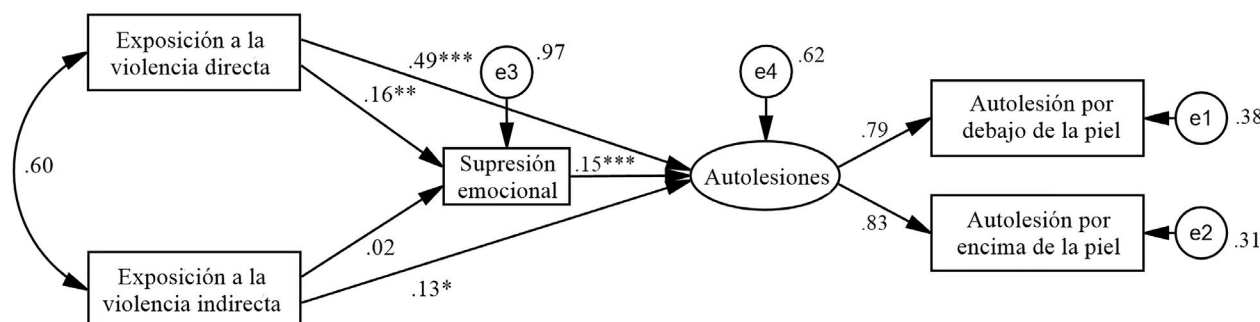 Exposición a la
violencia directa
.49***
.16**
e3
.97
e4
.62
Autolesión por
debajo de la piel
e1
.38
.79
.60
Supresión
emocional
.15***
Autolesiones
.83
Autolesión por
encima de la piel
e2
.31
.02
Exposición a la
violencia indirecta
.13*